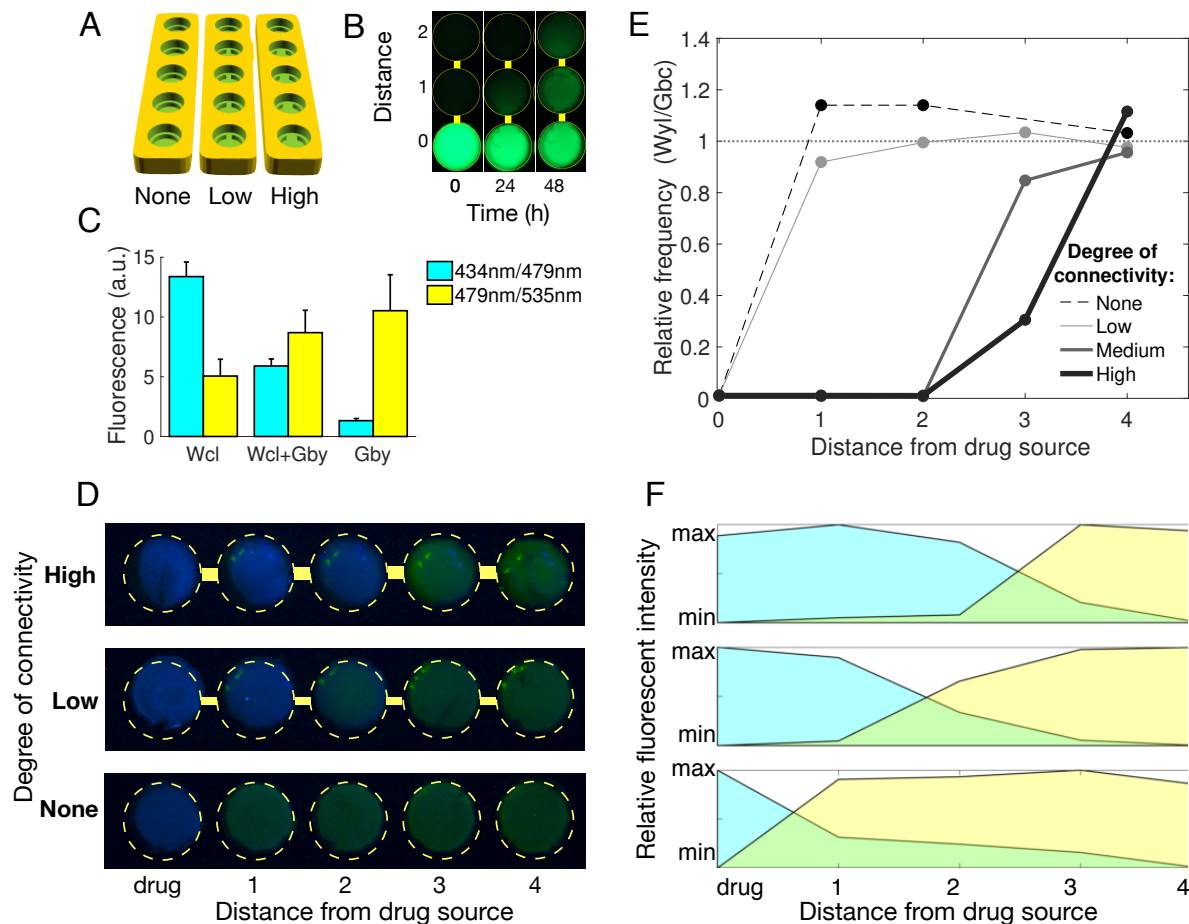 A
None Low High
B
Distance
2
1
0
0 24 48
Time (h)
C
Fluorescence (a.u.)
15
10
5
0
Wcl Wcl+Gby Gby
434nm/479nm
479nm/535nm
E
Relative frequency (Wyl/Gbc)
1.4
1.2
1
0.8
0.6
0.4
0.2
0
0 1 2 3 4
Distance from drug source
Degree of
connectivity:
None
Low
Medium
High
D
Degree of connectivity
High
Low
None
drug 1 2 3 4
Distance from drug source
F
Relative fluorescent intensity
max
min
max
min
max
min
drug 1 2 3 4
Distance from drug source